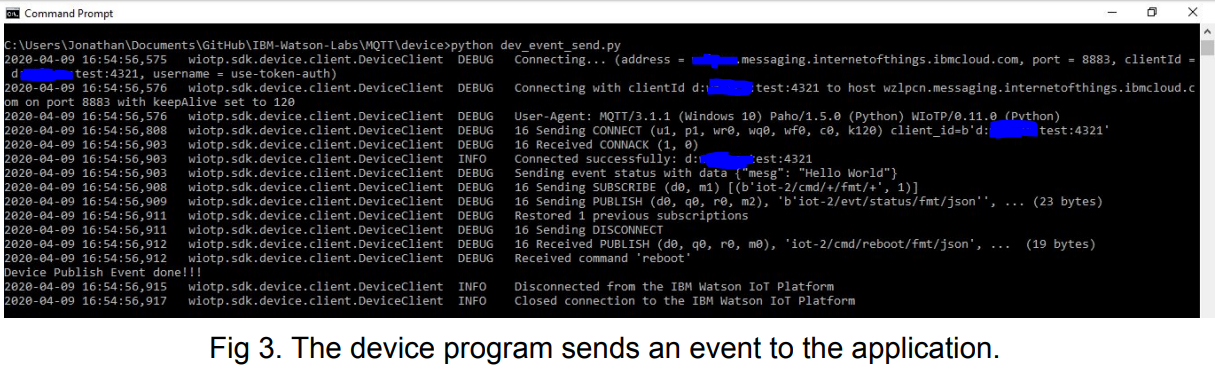 Command Prompt
C:\Users\Jonathan\Documents\GitHub\IBM-Watson-Labs\MQTT\device>python dev_event_send.py
2020-04-09 16:54:56,575 wiotp.sdk.device.client.DeviceClient DEBUG Connecting... (address = .messaging.internetofthings.ibmcloud.com, port = 8883, clientId =
d: test:4321, username = use-token-auth)
2020-04-09 16:54:56,576 wiotp.sdk.device.client.DeviceClient DEBUG Connecting with clientId d: :test:4321 to host wzlpcn.messaging.internetofthings.ibmcloud.c
om on port 8883 with keepAlive set to 120
2020-04-09 16:54:56,576 wiotp.sdk.device.client.DeviceClient DEBUG User-Agent: MQTT/3.1.1 (Windows 10) Paho/1.5.0 (Python) WIoTP/0.11.0 (Python)
2020-04-09 16:54:56,808 wiotp.sdk.device.client.DeviceClient DEBUG 16 Sending CONNECT (u1, p1, wr0, wq0, wf0, c0, k120) client_id=b'd: test:4321'
2020-04-09 16:54:56,903 wiotp.sdk.device.client.DeviceClient DEBUG 16 Received CONNACK (1, 0)
2020-04-09 16:54:56,903 wiotp.sdk.device.client.DeviceClient INFO Connected successfully: d: test:4321
2020-04-09 16:54:56,903 wiotp.sdk.device.client.DeviceClient DEBUG Sending event status with data {"mesg": "Hello World"}
2020-04-09 16:54:56,908 wiotp.sdk.device.client.DeviceClient DEBUG 16 Sending SUBSCRIBE (d0, m1) [(b'iot-2/cmd/+/fmt/+', 1)]
2020-04-09 16:54:56,909 wiotp.sdk.device.client.DeviceClient DEBUG 16 Sending PUBLISH (d0, q0, r0, m2), 'b'iot-2/evt/status/fmt/json'', ... (23 bytes)
2020-04-09 16:54:56,911 wiotp.sdk.device.client.DeviceClient DEBUG Restored 1 previous subscriptions
2020-04-09 16:54:56,911 wiotp.sdk.device.client.DeviceClient DEBUG 16 Sending DISCONNECT
2020-04-09 16:54:56,912 wiotp.sdk.device.client.DeviceClient DEBUG 16 Received PUBLISH (d0, q0, r0, m0), 'iot-2/cmd/reboot/fmt/json', ... (19 bytes)
2020-04-09 16:54:56,912 wiotp.sdk.device.client.DeviceClient DEBUG Received command 'reboot'
Device Publish Event done!!!
2020-04-09 16:54:56,915 wiotp.sdk.device.client.DeviceClient INFO Disconnected from the IBM Watson IoT Platform
2020-04-09 16:54:56,917 wiotp.sdk.device.client.DeviceClient INFO Closed connection to the IBM Watson IoT Platform
Fig 3. The device program sends an event to the application.